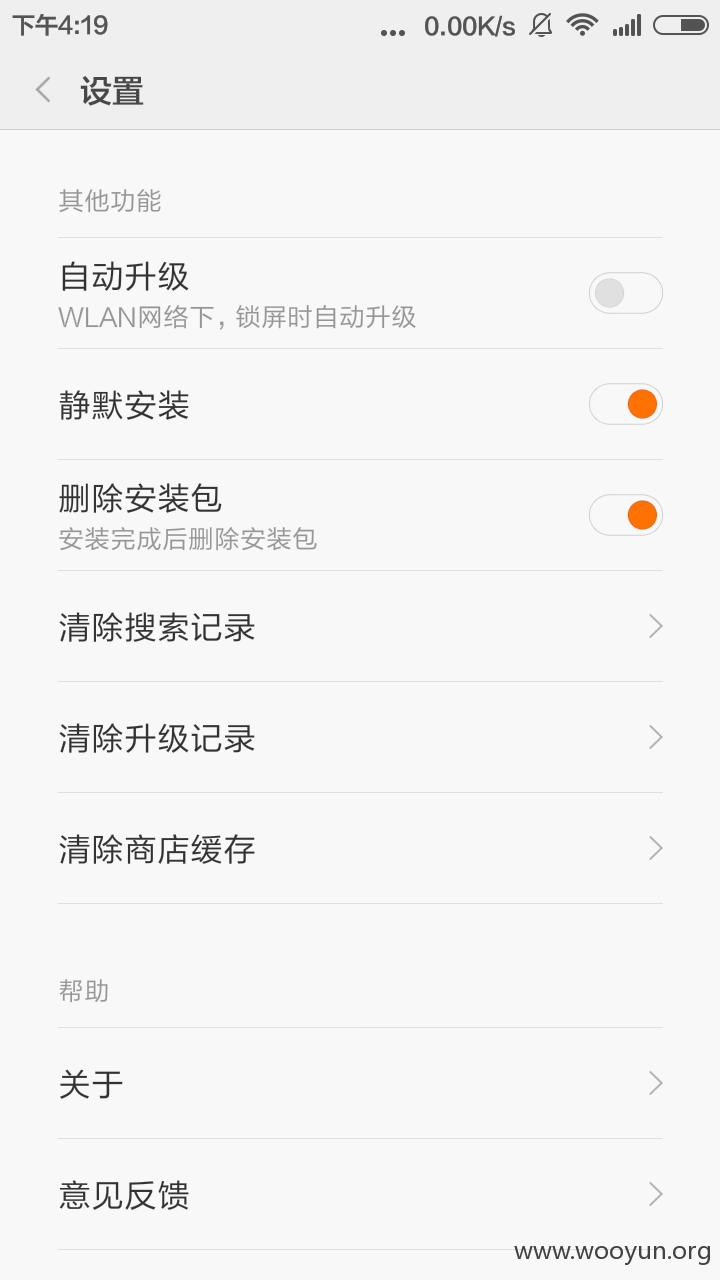 下午4:19
... 0.00K/s
设置
其他功能
自动升级
WLAN网络下，锁屏时自动升级
静默安装
删除安装包
安装完成后删除安装包
清除搜索记录
清除升级记录
清除商店缓存
帮助
关于
意见反馈
www.wooyun.org